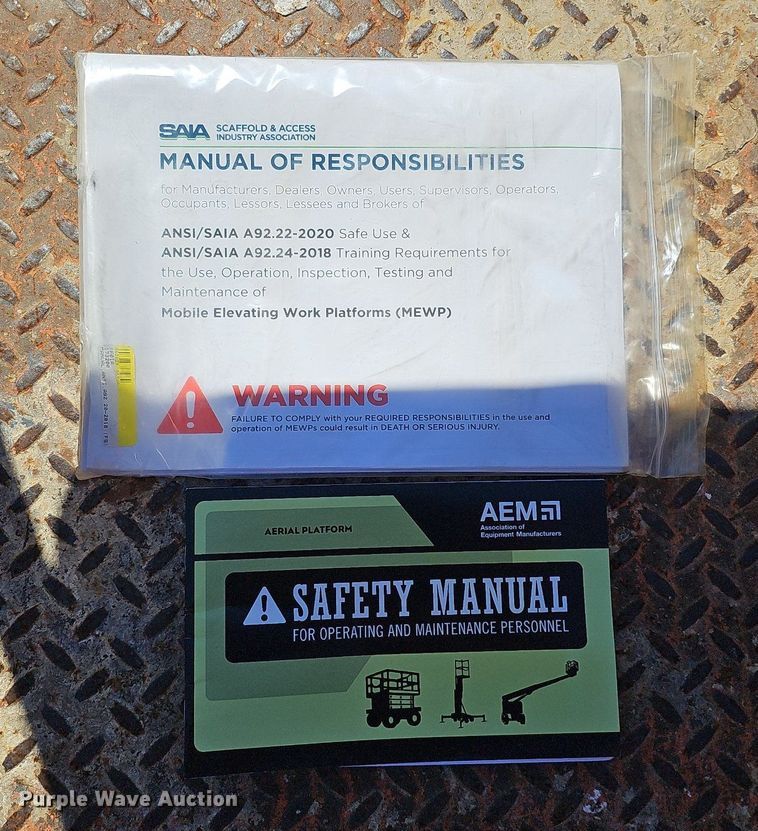 SAIA SCAFFOLD & ACCESS
INDUSTRY ASSOCIATION
MANUAL OF RESPONSIBILITIES
for Manufacturers, Dealers, Owners, Users, Supervisors, Operators,
Occupants, Lessors, Lessees and Brokers of
ANSI/SAIA A92.22-2020 Safe Use &
ANSI/SAIA A92.24-2018 Training Requirements for
the Use, Operation, Inspection, Testing and
Maintenance of
Mobile Elevating Work Platforms (MEWP)
WARNING
FAILURE TO COMPLY with your REQUIRED RESPONSIBILITIES in the use and
operation of MEWPs could result in DEATH OR SERIOUS INJURY.
AERIAL PLATFORM
AEM
Association of
Equipment Manufacturers
SAFETY MANUAL
FOR OPERATING AND MAINTENANCE PERSONNEL
Purple Wave Auction